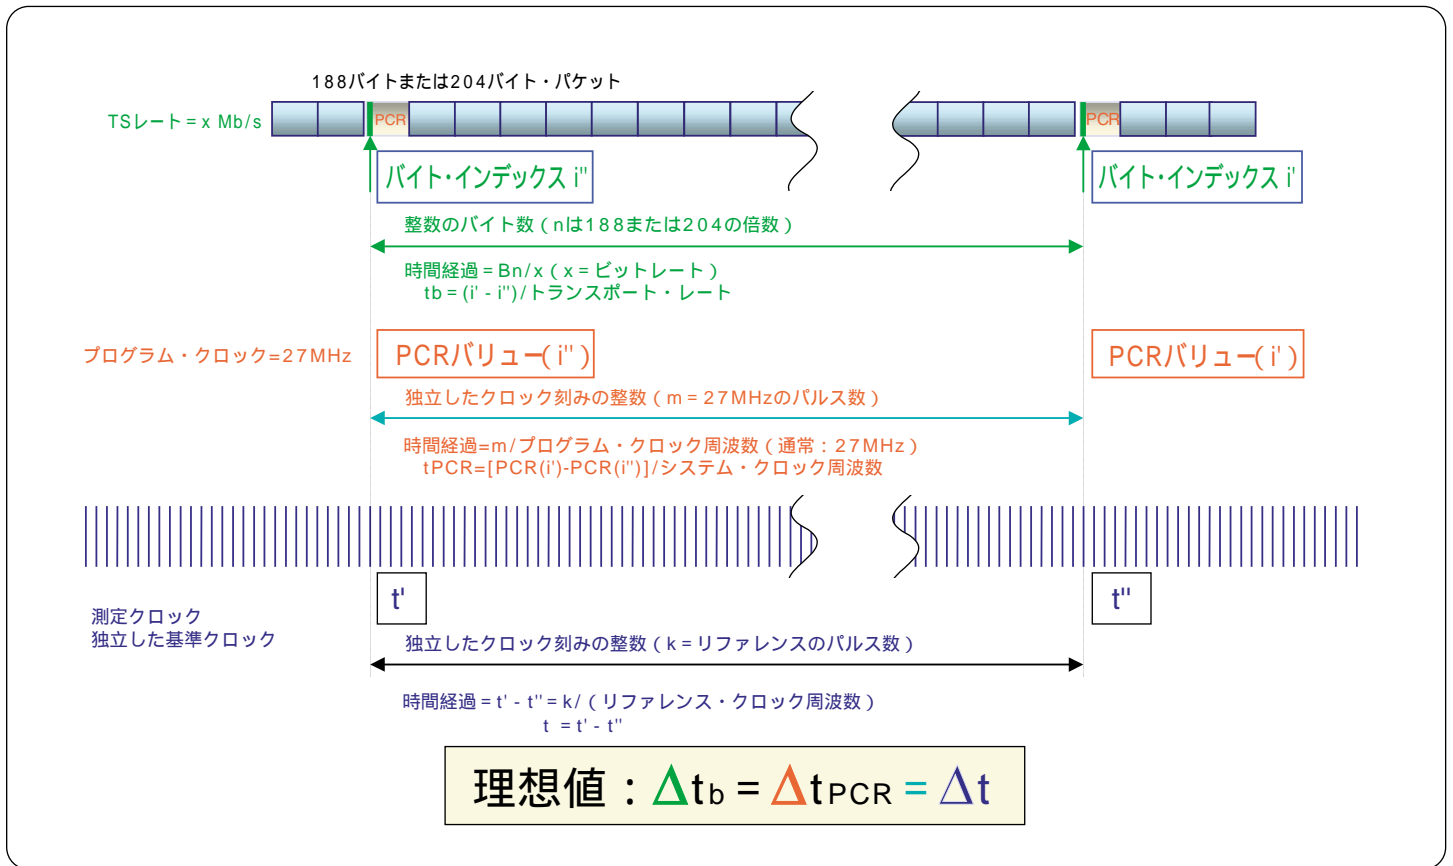 188バイトまたは204バイト・パケット
TSレート = x Mb/s
PCR
PCR
バイト・インデックス i"
バイト・インデックス i'
整数のバイト数（nは188または204の倍数）
時間経過 = Bn/x（x = ビットレート）
tb = (i' - i")/トランスポート・レート
プログラム・クロック=27MHz
PCRバリュー(i")
PCRバリュー(i')
独立したクロック刻みの整数（m = 27MHzのパルス数）
時間経過=m/プログラム・クロック周波数（通常：27MHz）
tPCR=[PCR(i')-PCR(i")]/システム・クロック周波数
t'
t"
測定クロック
独立した基準クロック
独立したクロック刻みの整数（k = リファレンスのパルス数）
時間経過 = t' - t" = k/（リファレンス・クロック周波数）
t = t' - t"
理想値：Δtb = ΔtPCR = Δt